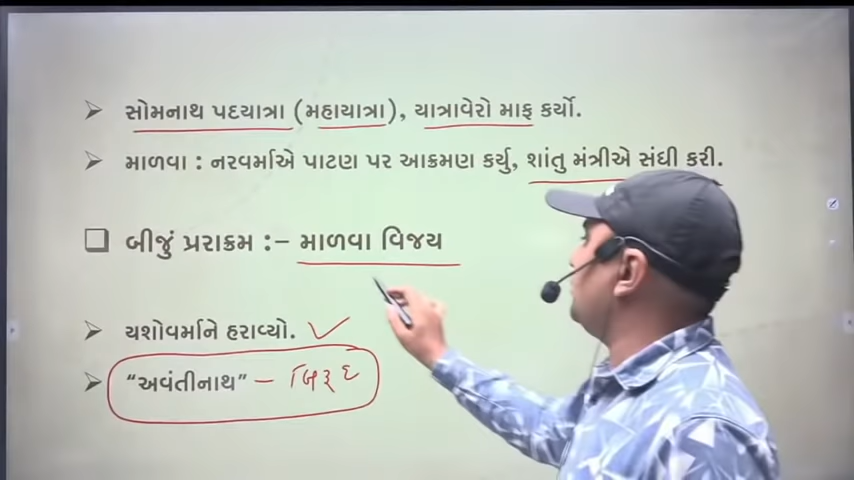 ➢ સોમનાથ પદયાત્રા (મહાયાત્રા), યાત્રાવેરો માફ કર્યો.
➢ માળવા : નરવર્માએ પાટણ પર આક્રમણ કર્યુ, શાંતુ મંત્રીએ સંધી કરી.
❑ બીજું પ્રરાક્રમ :– માળવા વિજય
➢ યશોવર્માને હરાવ્યો.
➢ “અવંતીનાથ” – બિરૂદ